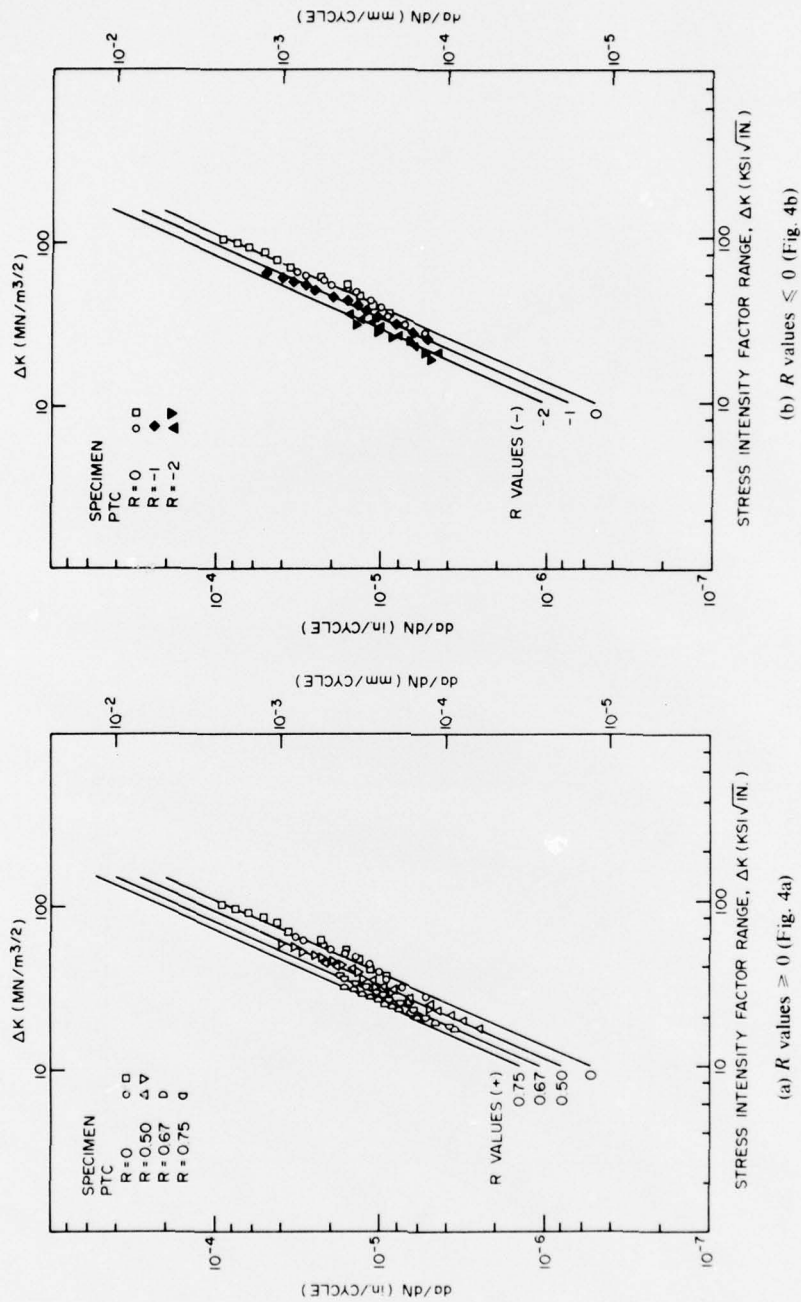 ΔK (MN/m3/2)
10
100
SPECIMEN
PTC
R = 0 ○ □
R = 0.50 △ ▽
R = 0.67 D
R = 0.75 Q
10-4
10-5
10-6
10-7
da/dN (in/CYCLE)
10-2
10-3
10-4
10-5
da/dN (mm/CYCLE)
R VALUES (+)
0.75
0.67
0.50
0
10
100
STRESS INTENSITY FACTOR RANGE, ΔK (KSI√IN.)
(a) R values ⩾ 0 (Fig. 4a)
ΔK (MN/m3/2)
10
100
SPECIMEN
PTC
R = 0 ○ □
R = -1 ◆
R = -2 ▲ ▼
10-4
10-5
10-6
10-7
da/dN (in/CYCLE)
10-2
10-3
10-4
10-5
da/dN (mm/CYCLE)
R VALUES (-)
-2
-1
0
10
100
STRESS INTENSITY FACTOR RANGE, ΔK (KSI√IN.)
(b) R values ⩽ 0 (Fig. 4b)